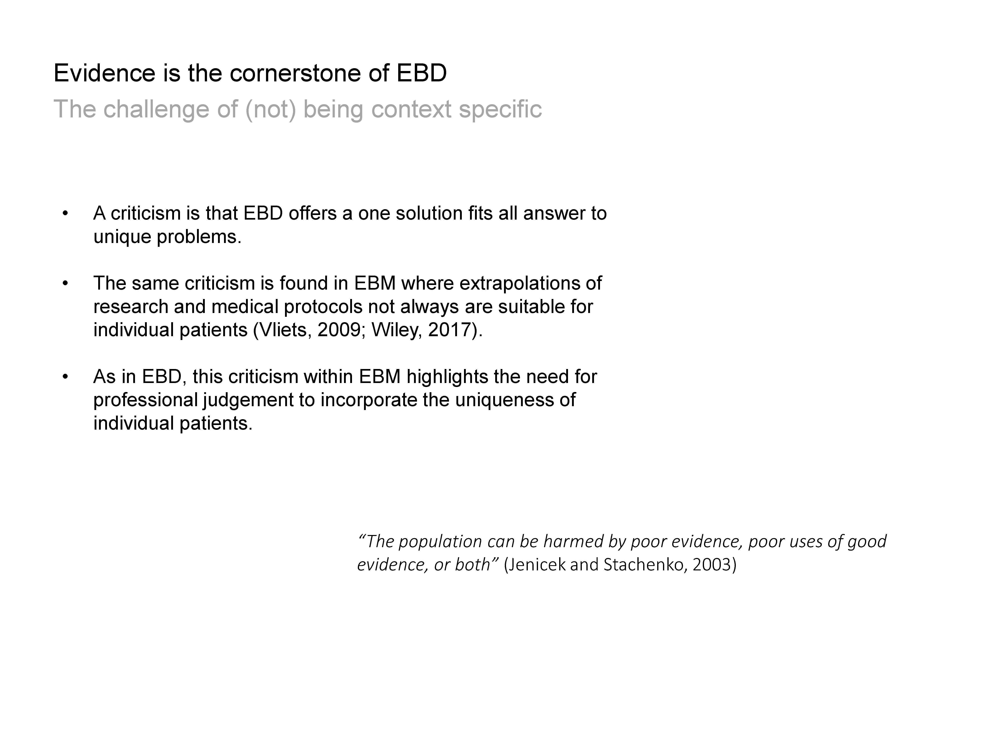 Evidence is the cornerstone of EBD
The challenge of (not) being context specific
• A criticism is that EBD offers a one solution fits all answer to
unique problems.
• The same criticism is found in EBM where extrapolations of
research and medical protocols not always are suitable for
individual patients (Vliets, 2009; Wiley, 2017).
• As in EBD, this criticism within EBM highlights the need for
professional judgement to incorporate the uniqueness of
individual patients.
“The population can be harmed by poor evidence, poor uses of good
evidence, or both” (Jenicek and Stachenko, 2003)